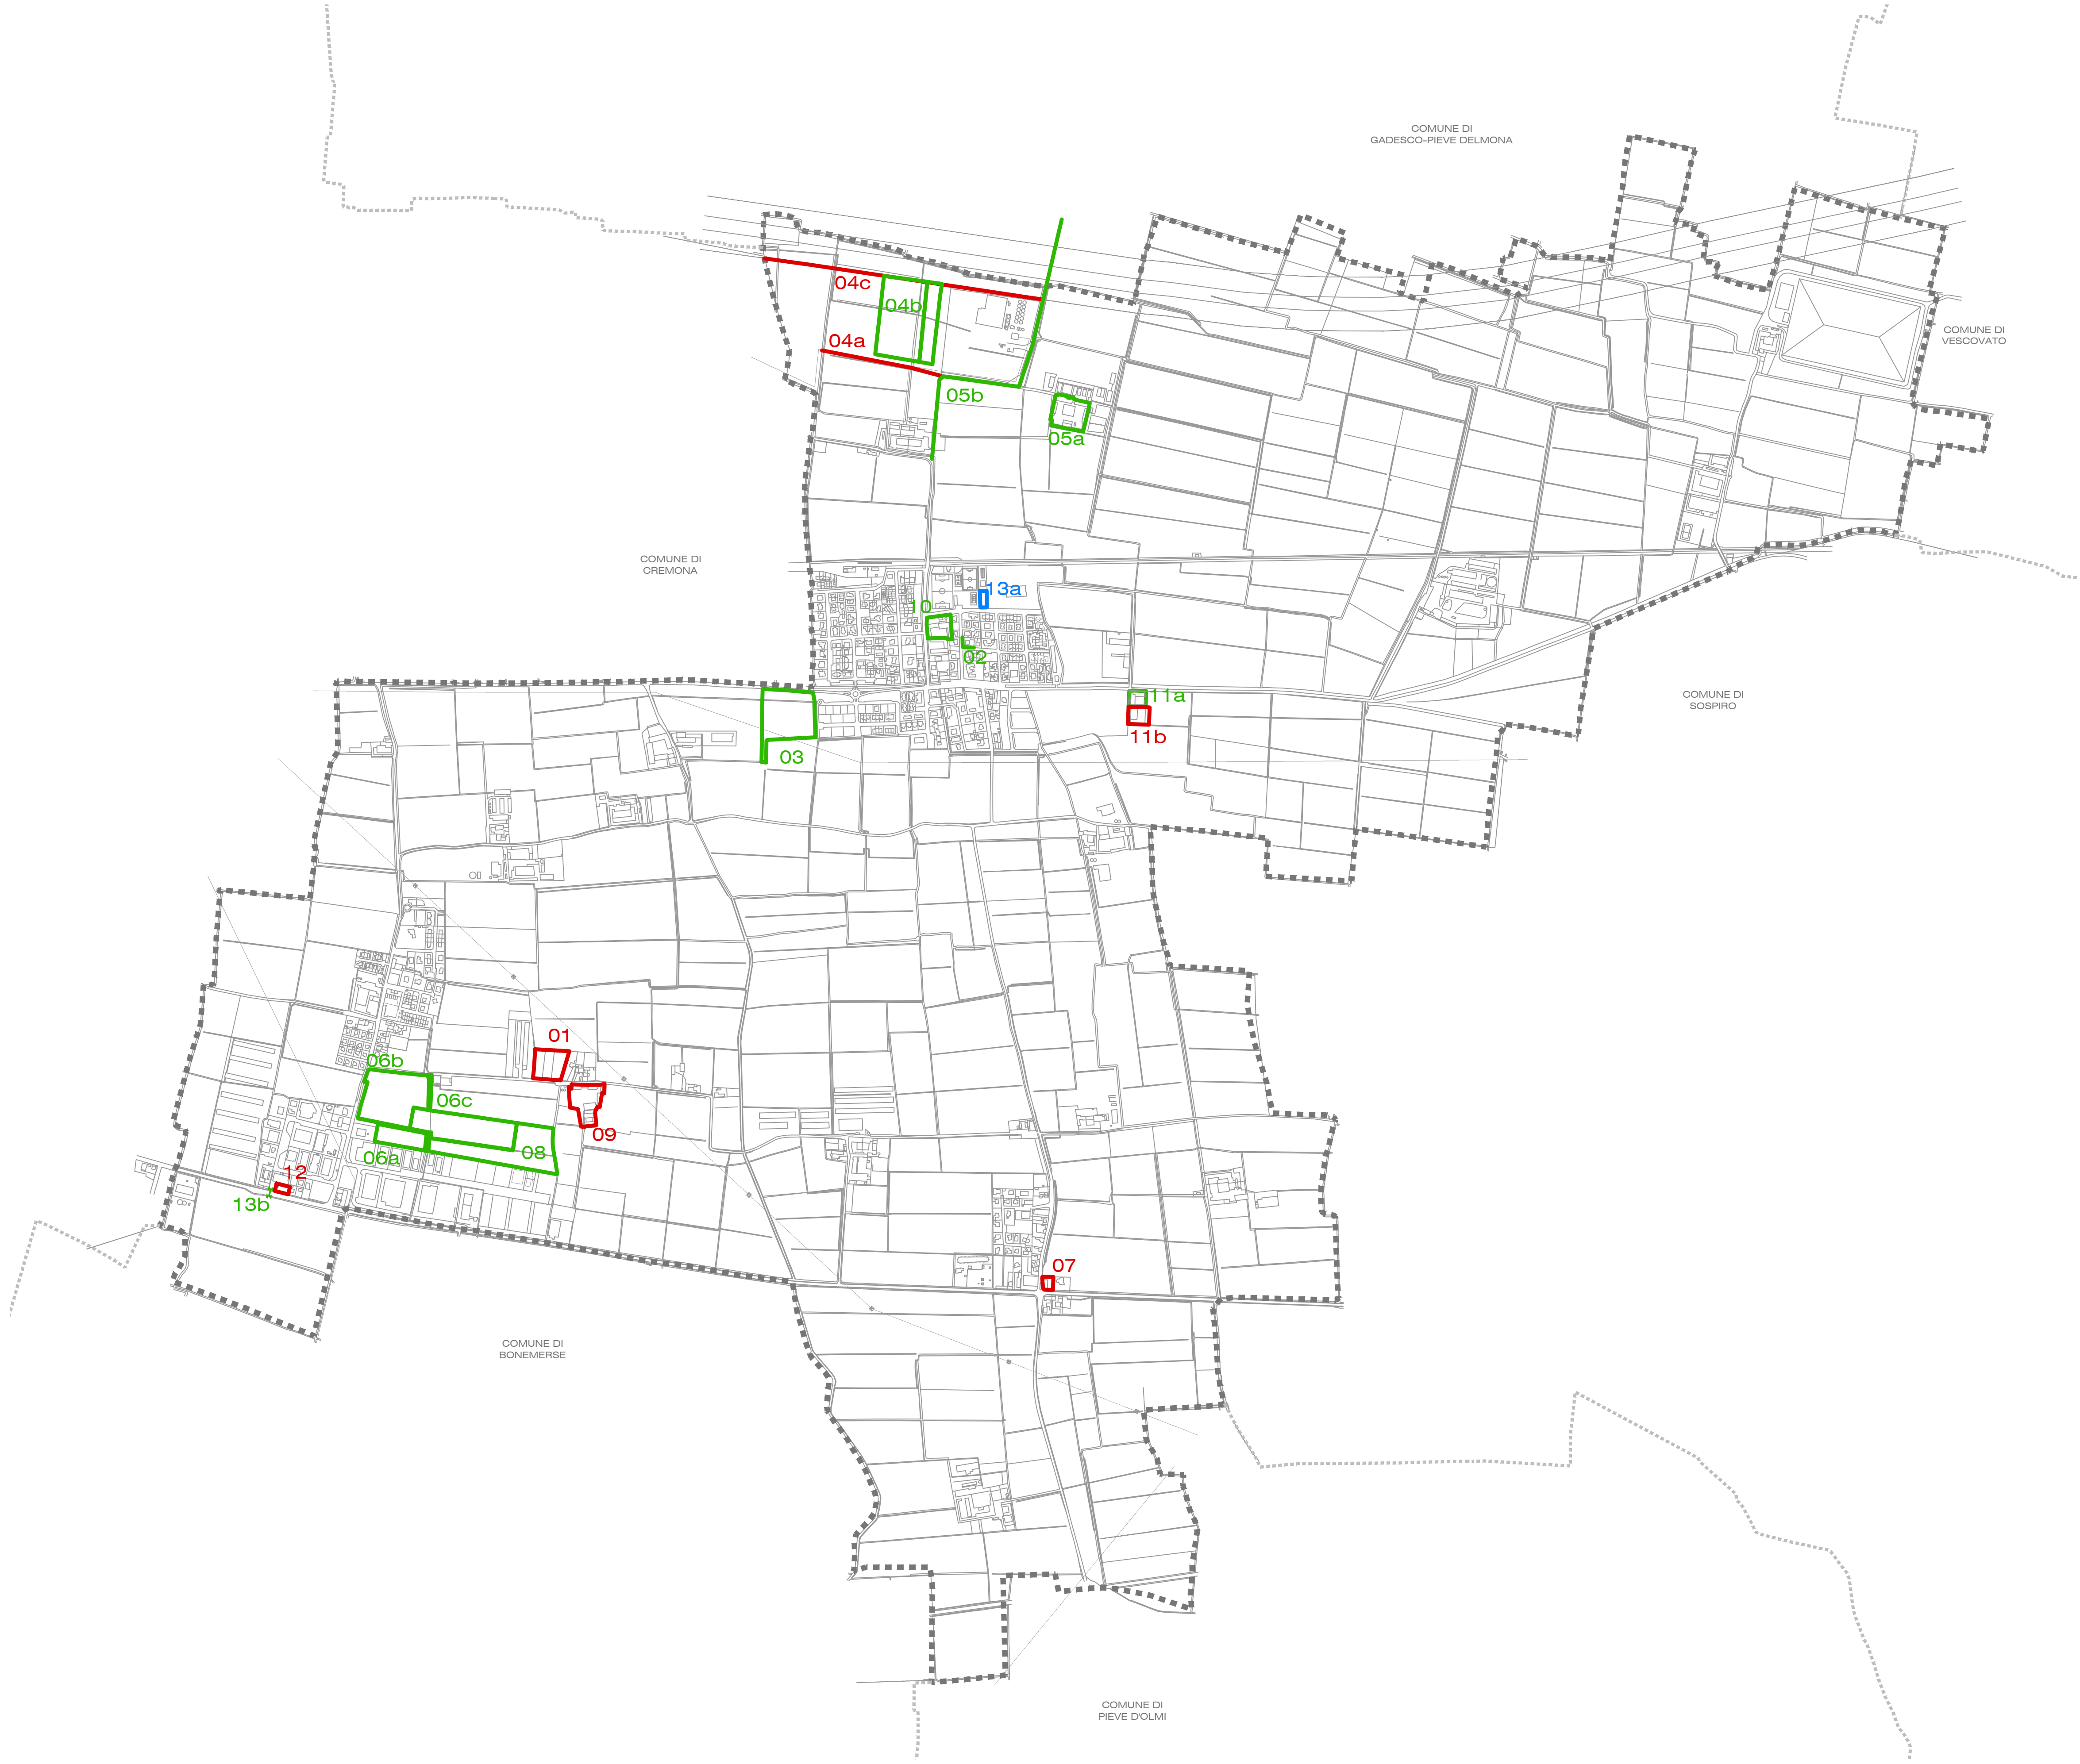 COMUNE DI
GADESCO-PIEVE DELMONA
04c
04b
04a
COMUNE DI
VESCOVATO
05b
05a
COMUNE DI
CREMONA
13a
10
02
11a
COMUNE DI
SOSPIRO
11b
03
01
06b
06c
09
08
06a
12
13b
07
COMUNE DI
BONEMERSE
COMUNE DI
PIEVE D'OLMI